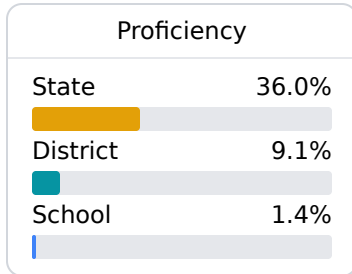 Proficiency
State 36.0%
District 9.1%
School 1.4%